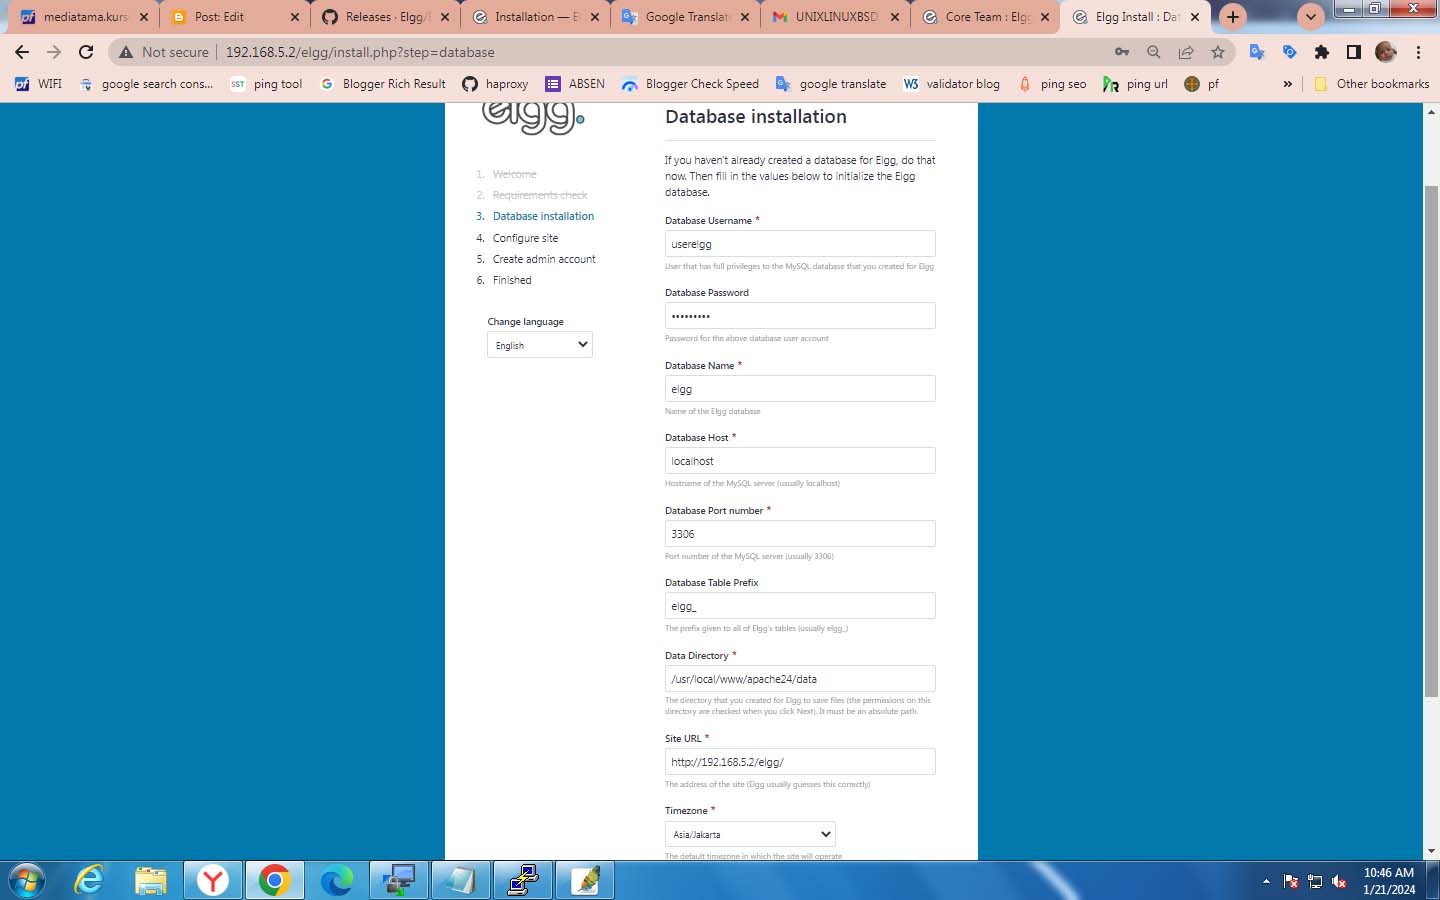 mediatama.kurs
Post: Edit
Releases · Elgg/E
Installation — El
Google Translate
UNIXLINUXBSD
Core Team : Elgg
Elgg Install : Dat
Not secure
192.168.5.2/elgg/install.php?step=database
WIFI
google search cons...
SST
ping tool
Blogger Rich Result
haproxy
ABSEN
Blogger Check Speed
google translate
W3
validator blog
ping seo
ping url
pf
»
Other bookmarks
elgg.
Database installation
If you haven't already created a database for Elgg, do that
now. Then fill in the values below to initialize the Elgg
database.
1. Welcome
2. Requirements check
3. Database installation
4. Configure site
5. Create admin account
6. Finished
Change language
English
Database Username *
userelgg
User that has full privileges to the MySQL database that you created for Elgg
Database Password
•••••••••
Password for the above database user account
Database Name *
elgg
Name of the Elgg database
Database Host *
localhost
Hostname of the MySQL server (usually localhost)
Database Port number *
3306
Port number of the MySQL server (usually 3306)
Database Table Prefix
elgg_
The prefix given to all of Elgg's tables (usually elgg_)
Data Directory *
/usr/local/www/apache24/data
The directory that you created for Elgg to save files (the permissions on this
directory are checked when you click Next). It must be an absolute path.
Site URL *
http://192.168.5.2/elgg/
The address of the site (Elgg usually guesses this correctly)
Timezone *
Asia/Jakarta
The default timezone in which the site will operate
10:46 AM
1/21/2024